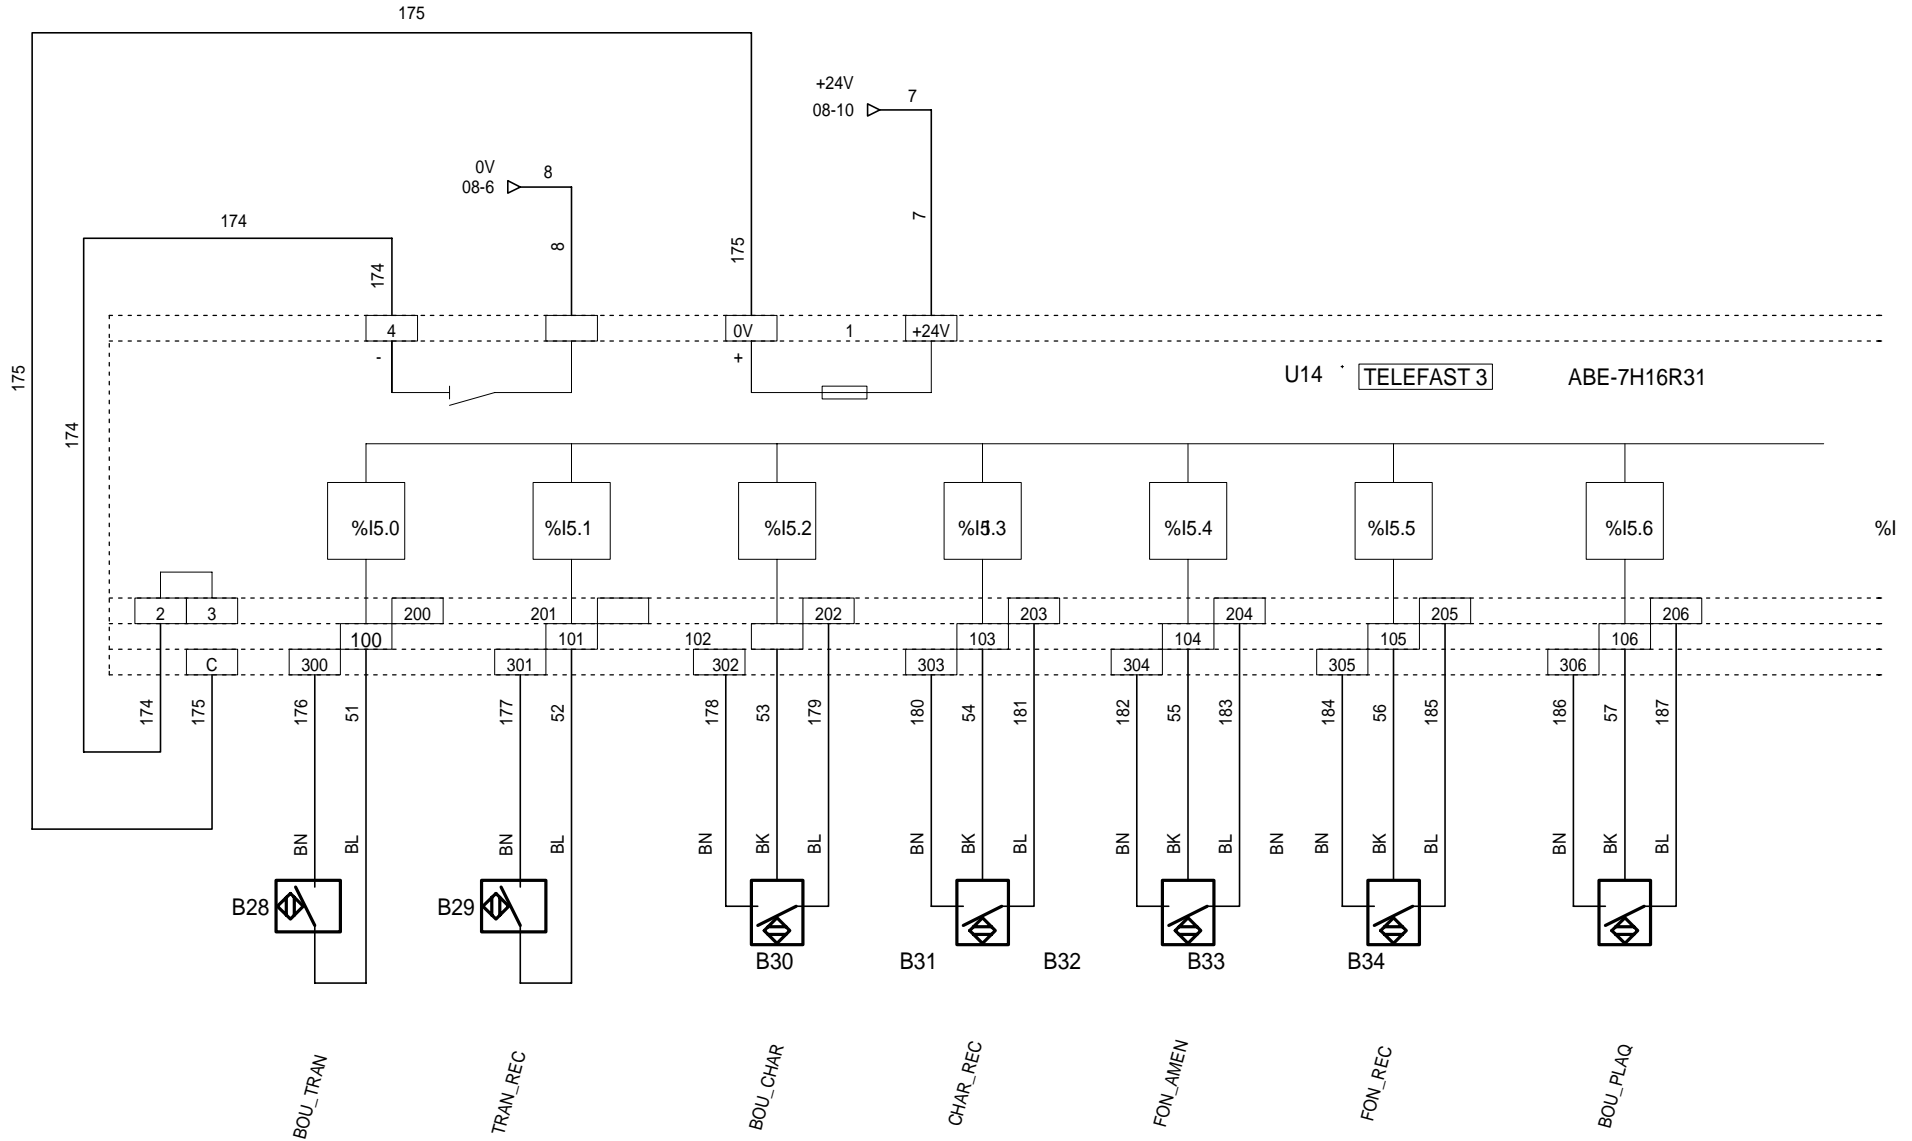 175
+24V
7
08-10
0V
8
08-6
174
7
8
175
174
4
0V
1
+24V
-
+
175
U14
TELEFAST 3
ABE-7H16R31
174
%I5.0
%I5.1
%I5.2
%I5.4
%I5.5
%I5.6
%I
2
3
200
201
202
203
204
205
206
100
101
102
103
104
105
106
C
300
301
302
303
304
305
306
174
175
176
51
177
52
178
53
179
180
54
181
182
55
183
184
56
185
186
57
187
BN
BL
BN
BL
BN
BK
BL
BN
BK
BL
BN
BK
BL
BN
BN
BK
BL
BN
BK
BL
B28
B29
B30
B31
B32
B33
B34
BOU_TRAN
TRAN_REC
BOU_CHAR
CHAR_REC
FON_AMEN
FON_REC
BOU_PLAQ